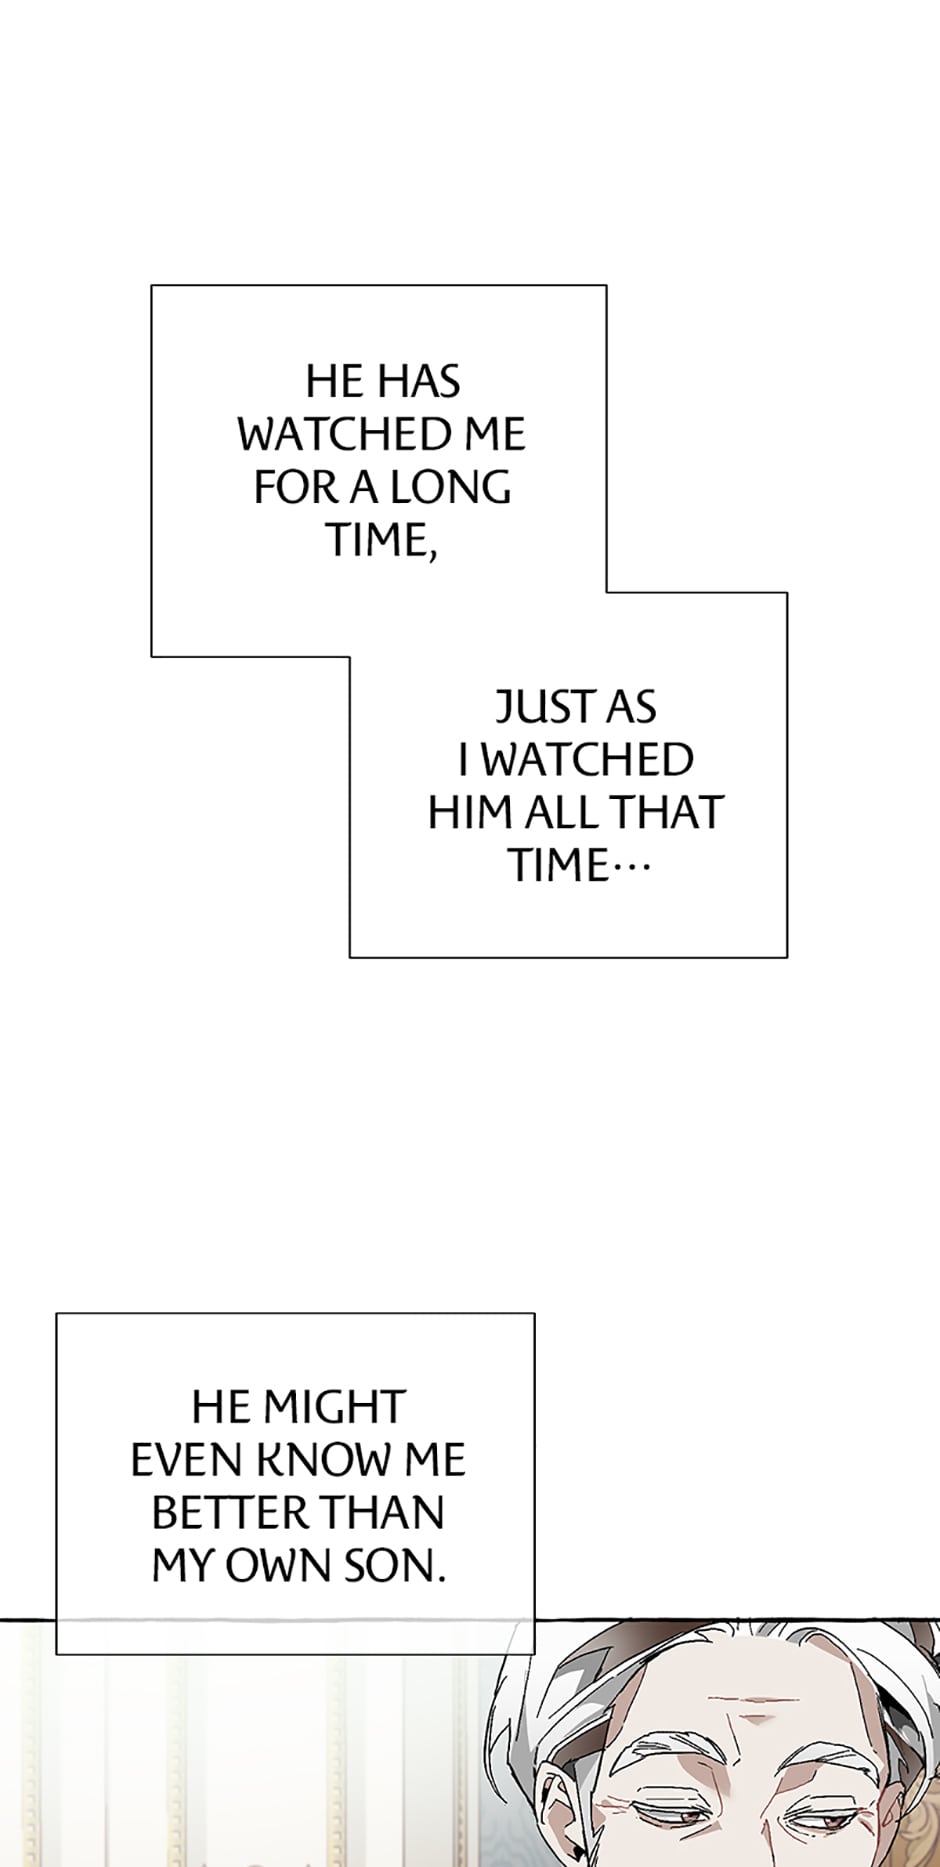 HE HAS
WATCHED ME
FOR A LONG
TIME,
JUST AS
I WATCHED
HIM ALL THAT
TIME···
HE MIGHT
EVEN KNOW ME
BETTER THAN
MY OWN SON.